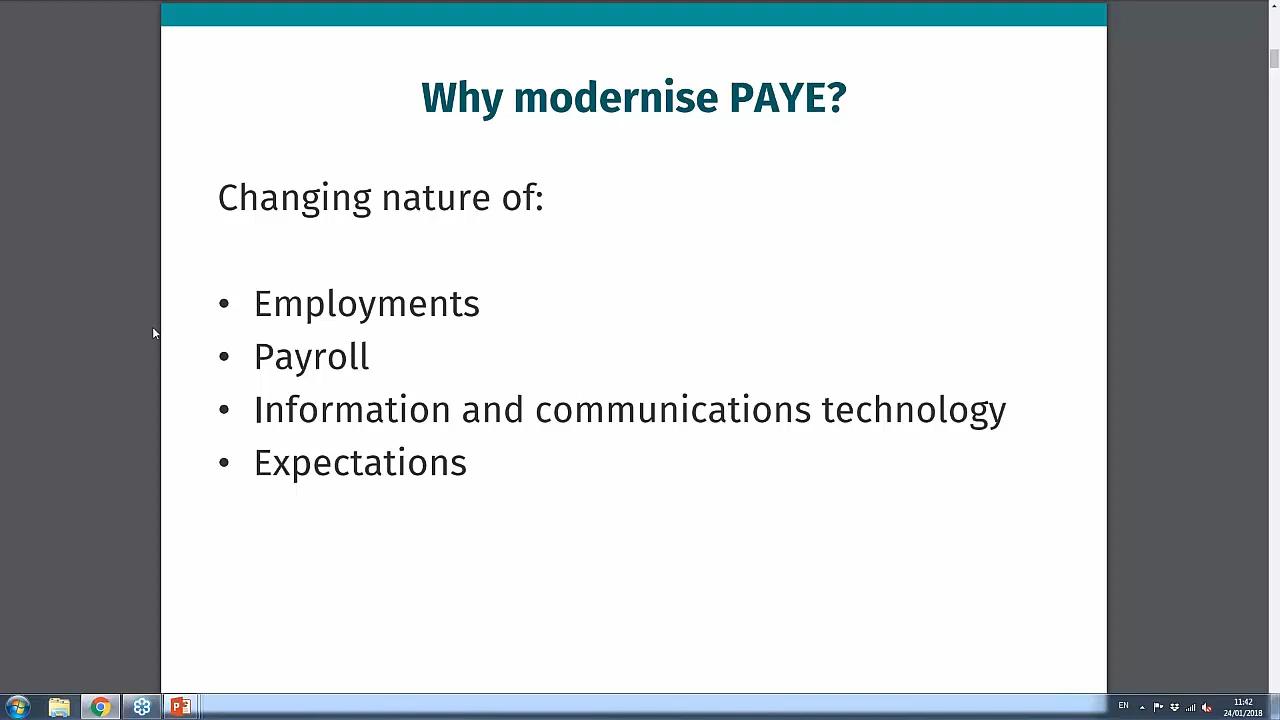 Why modernise PAYE?
Changing nature of:
• Employments
• Payroll
• Information and communications technology
• Expectations
EN
11:42
24/01/2018